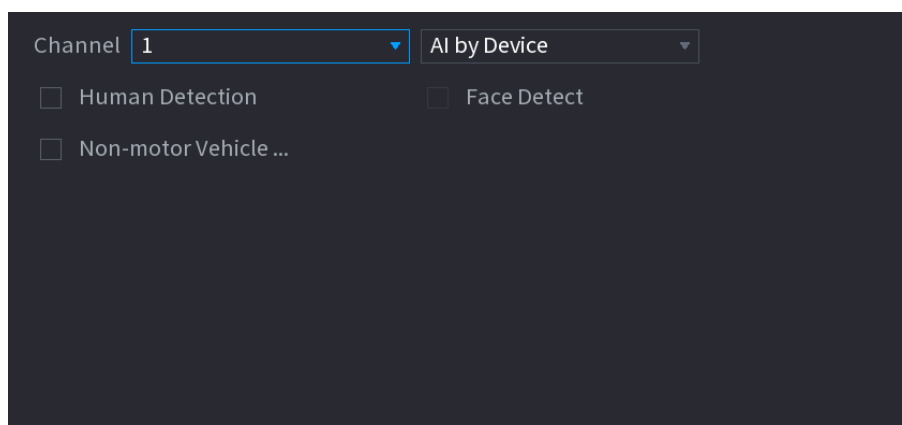 Channel 1 AI by Device
Human Detection Face Detect
Non-motor Vehicle ...